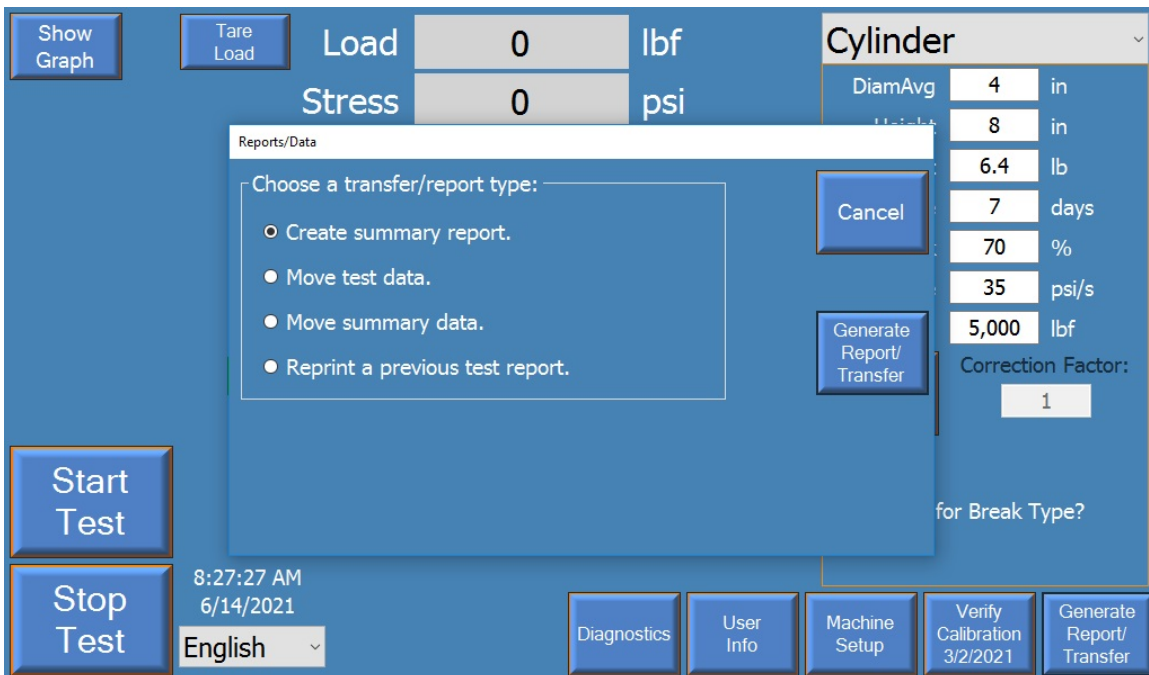 Show
Graph
Tare
Load
Load 0 lbf
Stress 0 psi
Cylinder
DiamAvg 4 in
8 in
6.4 lb
7 days
70 %
35 psi/s
5,000 lbf
Correction Factor:
1
for Break Type?
Reports/Data
Choose a transfer/report type:
Create summary report.
Move test data.
Move summary data.
Reprint a previous test report.
Cancel
Generate
Report/
Transfer
Start
Test
Stop
Test
8:27:27 AM
6/14/2021
English
Diagnostics
User
Info
Machine
Setup
Verify
Calibration
3/2/2021
Generate
Report/
Transfer